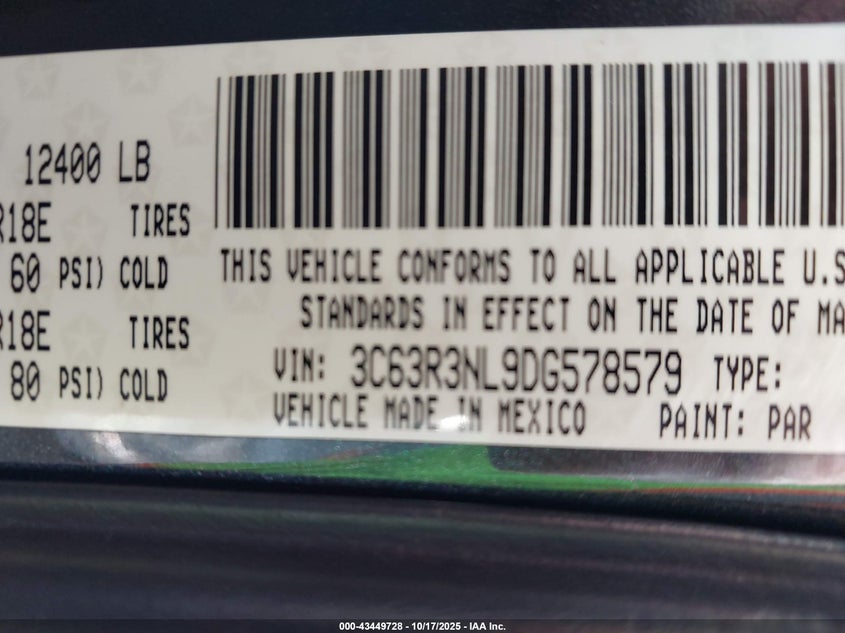 12400 LB
R18E TIRES
60 PSI) COLD
R18E TIRES
80 PSI) COLD
THIS VEHICLE CONFORMS TO ALL APPLICABLE U.S
STANDARDS IN EFFECT ON THE DATE OF MA
VIN: 3C63R3NL9DG578579 TYPE:
VEHICLE MADE IN MEXICO PAINT: PAR
000-43449728 - 10/17/2025 - IAA Inc.